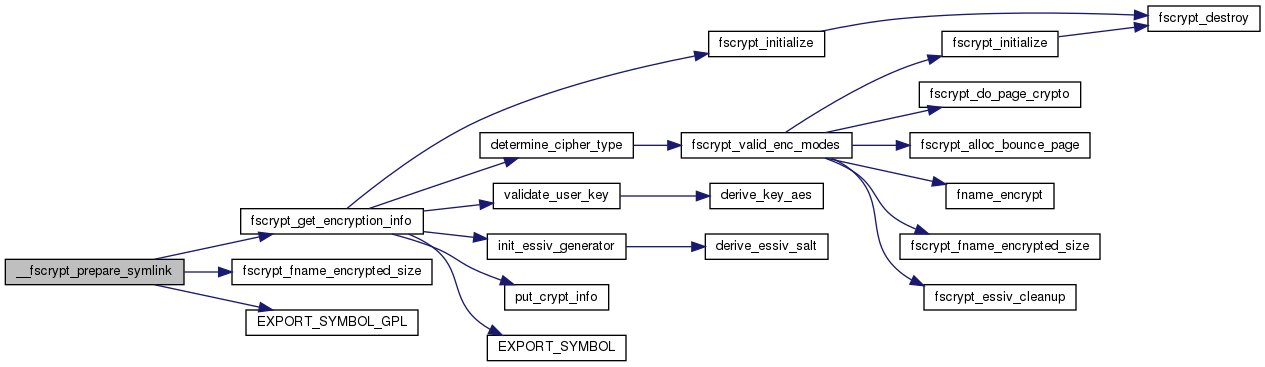 fscrypt_destroy
fscrypt_initialize
fscrypt_initialize
fscrypt_do_page_crypto
determine_cipher_type
fscrypt_valid_enc_modes
fscrypt_alloc_bounce_page
validate_user_key
derive_key_aes
fname_encrypt
fscrypt_get_encryption_info
init_essiv_generator
derive_essiv_salt
fscrypt_fname_encrypted_size
__fscrypt_prepare_symlink
fscrypt_fname_encrypted_size
put_crypt_info
fscrypt_essiv_cleanup
EXPORT_SYMBOL_GPL
EXPORT_SYMBOL